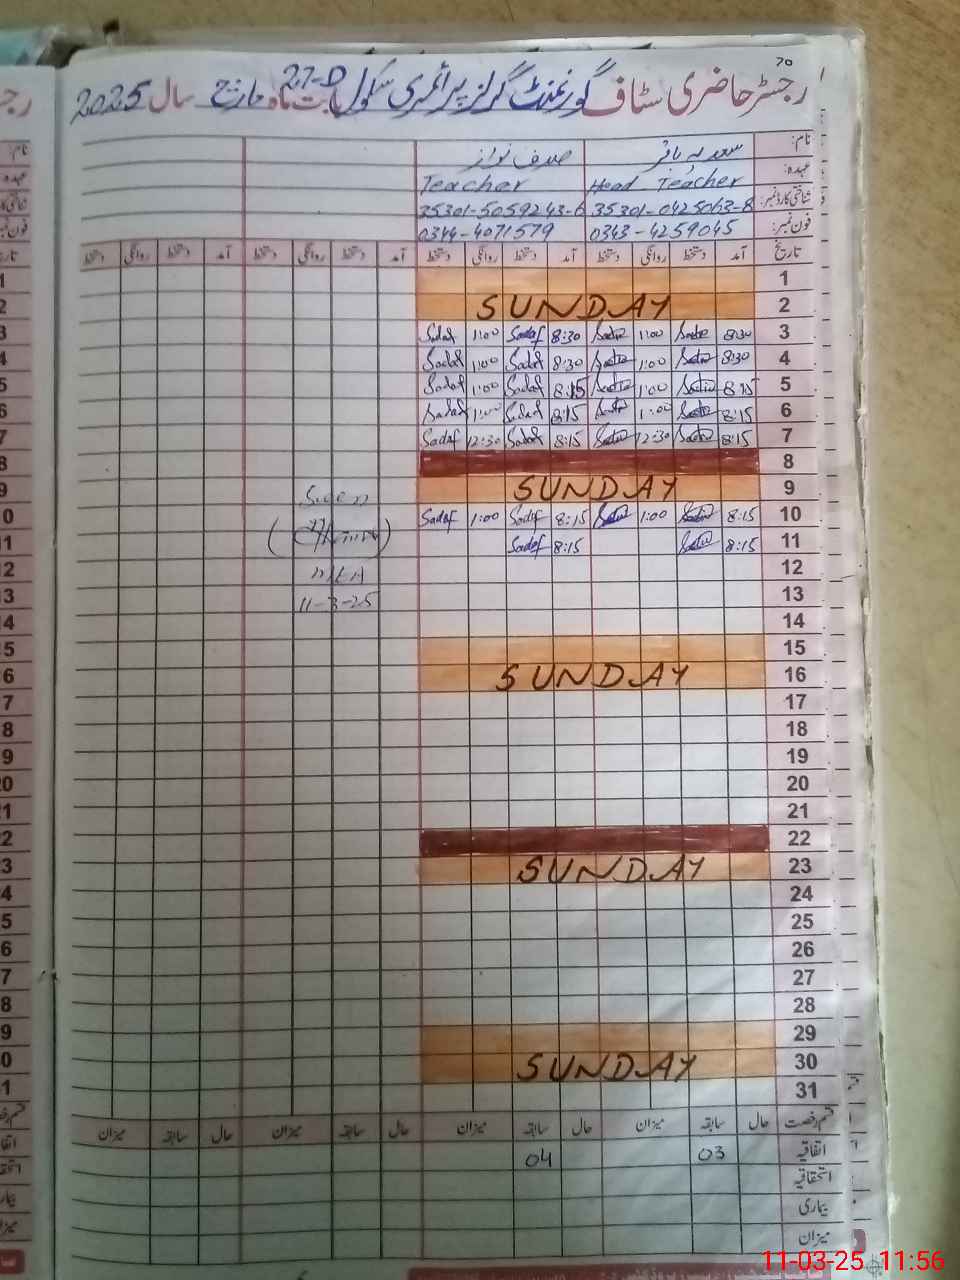 70
رجسٹر حاضری سٹاف گورنمنٹ گرلز پرائمری سکول 27-D بابت ماہ مارچ سال 2025
نام: سعدیہ باقر صدف نواز
عہدہ: Head Teacher Teacher
شناختی کارڈ نمبر: 35301-0425063-8 35301-5059243-6
فون نمبر: 0343-4259045 0344-4071579
تاریخ آمد دستخط روانگی دستخط آمد دستخط روانگی دستخط آمد دستخط روانگی دستخط آمد دستخط روانگی دستخط
1
2 SUNDAY
3 8:30 1:00 8:30 Sadaf 1:00 Sadaf
4 8:30 1:00 8:30 Sadaf 1:00 Sadaf
5 8:15 1:00 8:15 Sadaf 1:00 Sadaf
6 8:15 1:00 8:15 Sadaf 1:00 Sadaf
7 8:15 12:30 8:15 Sadaf 12:30 Sadaf
8
9 SUNDAY
10 8:15 1:00 8:15 Sadaf 1:00 Sadaf
11 8:15 8:15 Sadaf
12
13 11-3-25
14
15
16 SUNDAY
17
18
19
20
21
22
23 SUNDAY
24
25
26
27
28
29
30 SUNDAY
31
قسم رخصت حال سابقہ میزان حال سابقہ میزان حال سابقہ میزان حال سابقہ میزان
اتفاقیہ 03 04
استحقاقیہ
بیماری
میزان
11-03-25 11:56